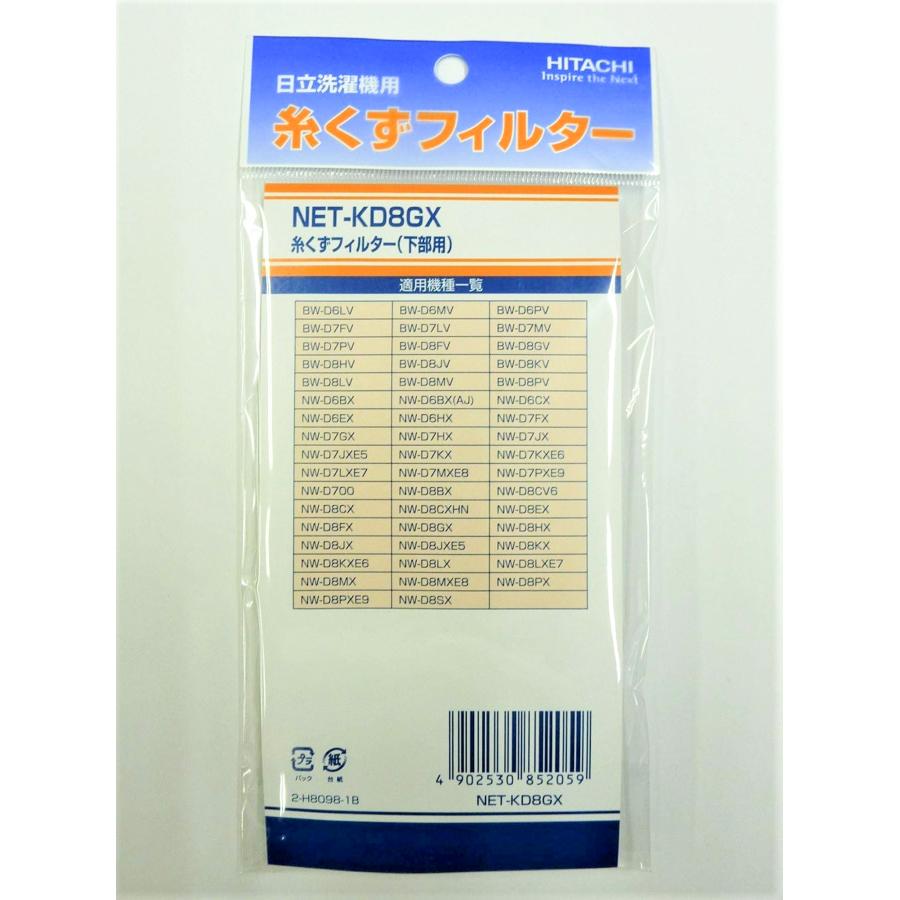 HITACHI
Inspire the Next
日立洗濯機用
糸くずフィルター
NET-KD8GX
糸くずフィルター(下部用)
適用機種一覧
BW-D6LV BW-D6MV BW-D6PV
BW-D7FV BW-D7LV BW-D7MV
BW-D7PV BW-D8FV BW-D8GV
BW-D8HV BW-D8JV BW-D8KV
BW-D8LV BW-D8MV BW-D8PV
NW-D6BX NW-D6BX(AJ) NW-D6CX
NW-D6EX NW-D6HX NW-D7FX
NW-D7GX NW-D7HX NW-D7JX
NW-D7JXE5 NW-D7KX NW-D7KXE6
NW-D7LXE7 NW-D7MXE8 NW-D7PXE9
NW-D700 NW-D8BX NW-D8CV6
NW-D8CX NW-D8CXHN NW-D8EX
NW-D8FX NW-D8GX NW-D8HX
NW-D8JX NW-D8JXE5 NW-D8KX
NW-D8KXE6 NW-D8LX NW-D8LXE7
NW-D8MX NW-D8MXE8 NW-D8PX
NW-D8PXE9 NW-D8SX
プラ 紙
パック 台紙
4 902530 852059
2-H8098-1B
NET-KD8GX